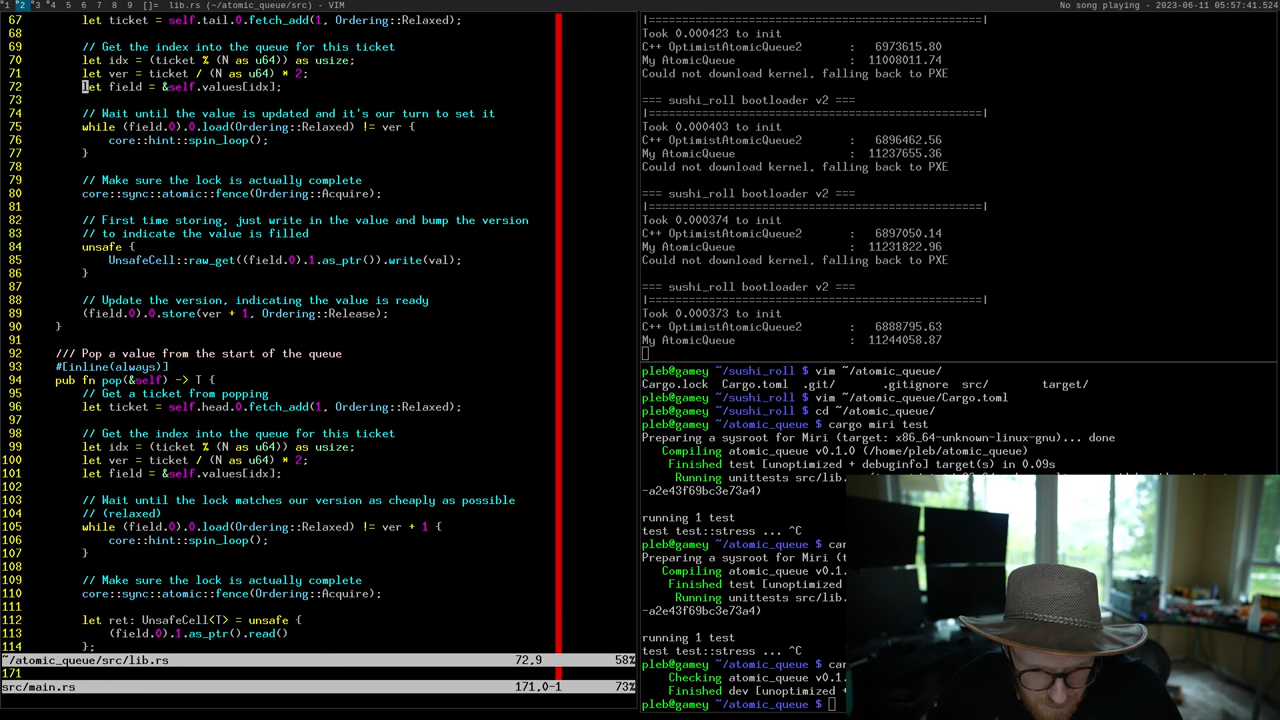 1 2 3 4 5 6 7 8 9 []= lib.rs (~/atomic_queue/src) - VIM
No song playing - 2023-06-11 05:57:41.524
67 let ticket = self.tail.0.fetch_add(1, Ordering::Relaxed);
68
69 // Get the index into the queue for this ticket
70 let idx = (ticket % (N as u64)) as usize;
71 let ver = ticket / (N as u64) * 2;
72 let field = &self.values[idx];
73
74 // Wait until the value is updated and it's our turn to set it
75 while (field.0).0.load(Ordering::Relaxed) != ver {
76 core::hint::spin_loop();
77 }
78
79 // Make sure the lock is actually complete
80 core::sync::atomic::fence(Ordering::Acquire);
81
82 // First time storing, just write in the value and bump the version
83 // to indicate the value is filled
84 unsafe {
85 UnsafeCell::raw_get((field.0).1.as_ptr()).write(val);
86 }
87
88 // Update the version, indicating the value is ready
89 (field.0).0.store(ver + 1, Ordering::Release);
90 }
91
92 /// Pop a value from the start of the queue
93 #[inline(always)]
94 pub fn pop(&self) -> T {
95 // Get a ticket from popping
96 let ticket = self.head.0.fetch_add(1, Ordering::Relaxed);
97
98 // Get the index into the queue for this ticket
99 let idx = (ticket % (N as u64)) as usize;
100 let ver = ticket / (N as u64) * 2;
101 let field = &self.values[idx];
102
103 // Wait until the lock matches our version as cheaply as possible
104 // (relaxed)
105 while (field.0).0.load(Ordering::Relaxed) != ver + 1 {
106 core::hint::spin_loop();
107 }
108
109 // Make sure the lock is actually complete
110 core::sync::atomic::fence(Ordering::Acquire);
111
112 let ret: UnsafeCell<T> = unsafe {
113 (field.0).1.as_ptr().read()
114 };
~/atomic_queue/src/lib.rs 72,9 58%
171
src/main.rs 171,0-1 73%
|==================================================|
Took 0.000423 to init
C++ OptimistAtomicQueue2 : 6973615.80
My AtomicQueue : 11008011.74
Could not download kernel, falling back to PXE
=== sushi_roll bootloader v2 ===
|==================================================|
Took 0.000403 to init
C++ OptimistAtomicQueue2 : 6896462.56
My AtomicQueue : 11237655.36
Could not download kernel, falling back to PXE
=== sushi_roll bootloader v2 ===
|==================================================|
Took 0.000374 to init
C++ OptimistAtomicQueue2 : 6897050.14
My AtomicQueue : 11231822.96
Could not download kernel, falling back to PXE
=== sushi_roll bootloader v2 ===
|==================================================|
Took 0.000373 to init
C++ OptimistAtomicQueue2 : 6888795.63
My AtomicQueue : 11244058.87
pleb@gamey ~/sushi_roll $ vim ~/atomic_queue/
Cargo.lock Cargo.toml .git/ .gitignore src/ target/
pleb@gamey ~/sushi_roll $ vim ~/atomic_queue/Cargo.toml
pleb@gamey ~/sushi_roll $ cd ~/atomic_queue/
pleb@gamey ~/atomic_queue $ cargo miri test
Preparing a sysroot for Miri (target: x86_64-unknown-linux-gnu)... done
Compiling atomic_queue v0.1.0 (/home/pleb/atomic_queue)
Finished test [unoptimized + debuginfo] target(s) in 0.09s
Running unittests src/lib.
-a2e43f69bc3e73a4)
running 1 test
test test::stress ... ^C
pleb@gamey ~/atomic_queue $ car
Preparing a sysroot for Miri (t
Compiling atomic_queue v0.1.
Finished test [unoptimized +
Running unittests src/lib.
-a2e43f69bc3e73a4)
running 1 test
test test::stress ... ^C
pleb@gamey ~/atomic_queue $ car
Checking atomic_queue v0.1.
Finished dev [unoptimized +
pleb@gamey ~/atomic_queue $